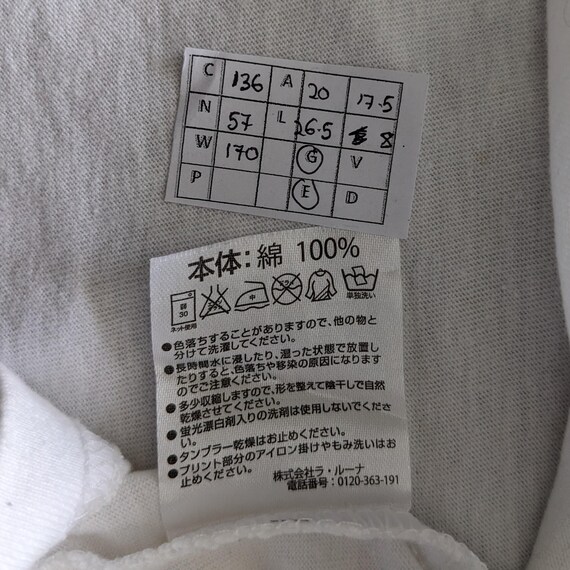 C 136 A 20 17.5
N 57 L 26.5 8
W 170 G V
P E D
本体：綿 100%
弱 30 中
ネット使用 単独洗い
●色落ちすることがありますので、他の物と
分けて洗濯してください。
●長時間水に浸したり、湿った状態で放置し
たりすると、色落ちや移染の原因になります
のでご注意ください。
●多少収縮しますので、形を整えて陰干しで自然
乾燥させてください。
●蛍光漂白剤入りの洗剤は使用しないでくださ
い。
●タンブラー乾燥はお止めください。
●プリント部分のアイロン掛けやもみ洗いはお
止めください。
株式会社ラ・ルーナ
電話番号：0120-363-191